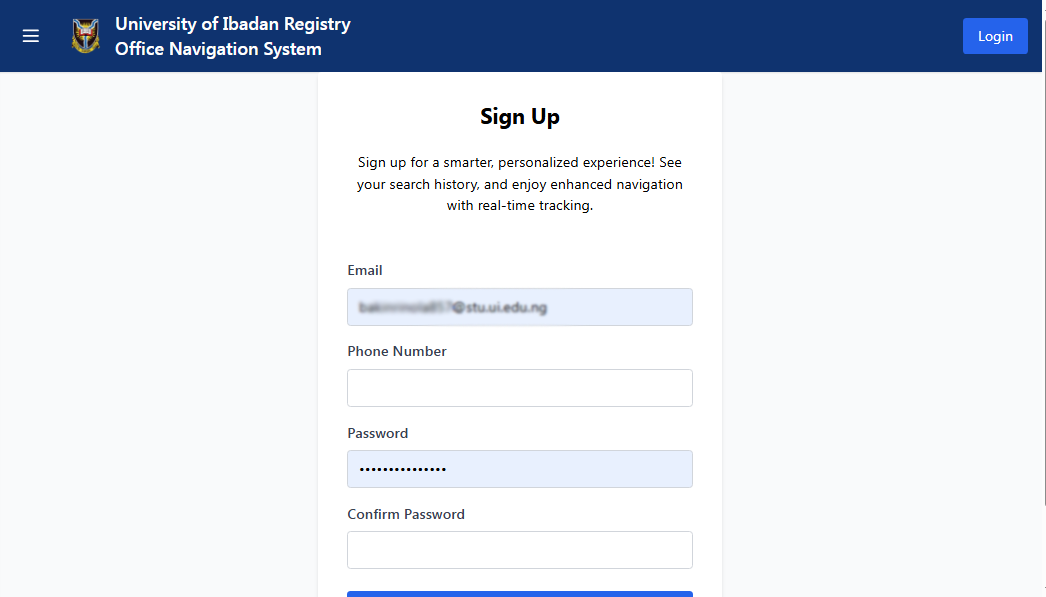 University of Ibadan Registry
Office Navigation System
Login
Sign Up
Sign up for a smarter, personalized experience! See
your search history, and enjoy enhanced navigation
with real-time tracking.
Email
@stu.ui.edu.ng
Phone Number
Password
•••••••••••••••
Confirm Password